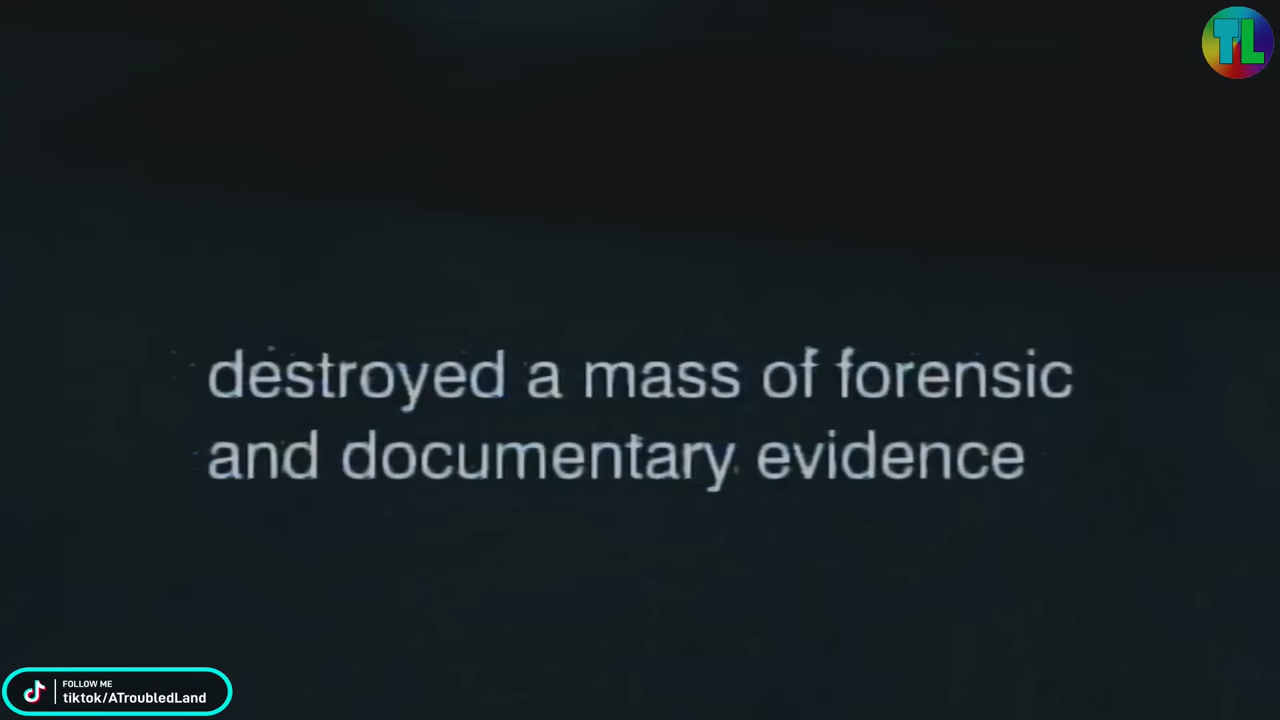 TL
destroyed a mass of forensic
and documentary evidence
FOLLOW ME
tiktok/ATroubledLand